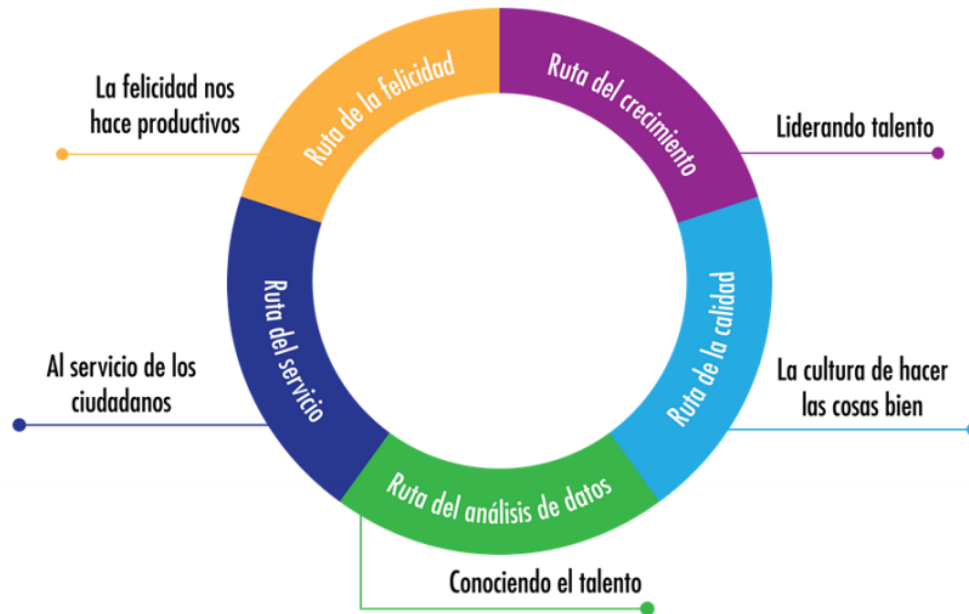 Ruta de la felicidad
Ruta del crecimiento
La felicidad nos
hace productivos
Liderando talento
Ruta del servicio
Ruta de la calidad
Al servicio de los
ciudadanos
La cultura de hacer
las cosas bien
Ruta del análisis de datos
Conociendo el talento